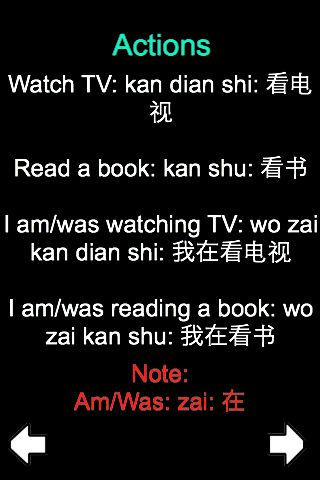 Actions
Watch TV: kan dian shi: 看电
视
Read a book: kan shu: 看书
I am/was watching TV: wo zai
kan dian shi: 我在看电视
I am/was reading a book: wo
zai kan shu: 我在看书
Note:
Am/Was: zai: 在